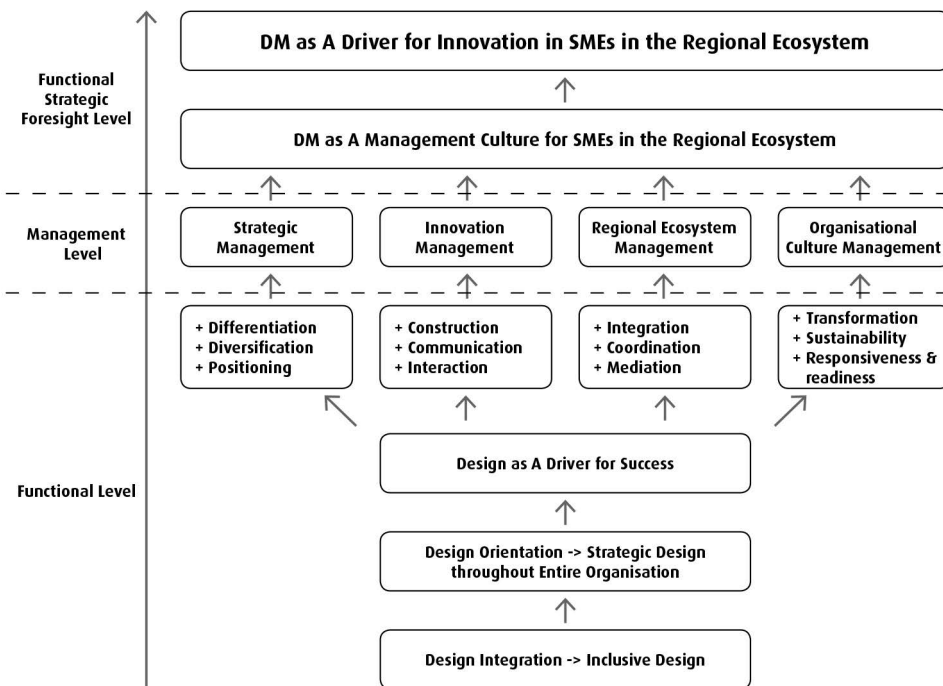 DM as A Driver for Innovation in SMEs in the Regional Ecosystem
Functional
Strategic
Foresight Level
DM as A Management Culture for SMEs in the Regional Ecosystem
Management
Level
Strategic
Management
Innovation
Management
Regional Ecosystem
Management
Organisational
Culture Management
+ Differentiation
+ Diversification
+ Positioning
+ Construction
+ Communication
+ Interaction
+ Integration
+ Coordination
+ Mediation
+ Transformation
+ Sustainability
+ Responsiveness &
readiness
Functional Level
Design as A Driver for Success
Design Orientation -> Strategic Design
throughout Entire Organisation
Design Integration -> Inclusive Design